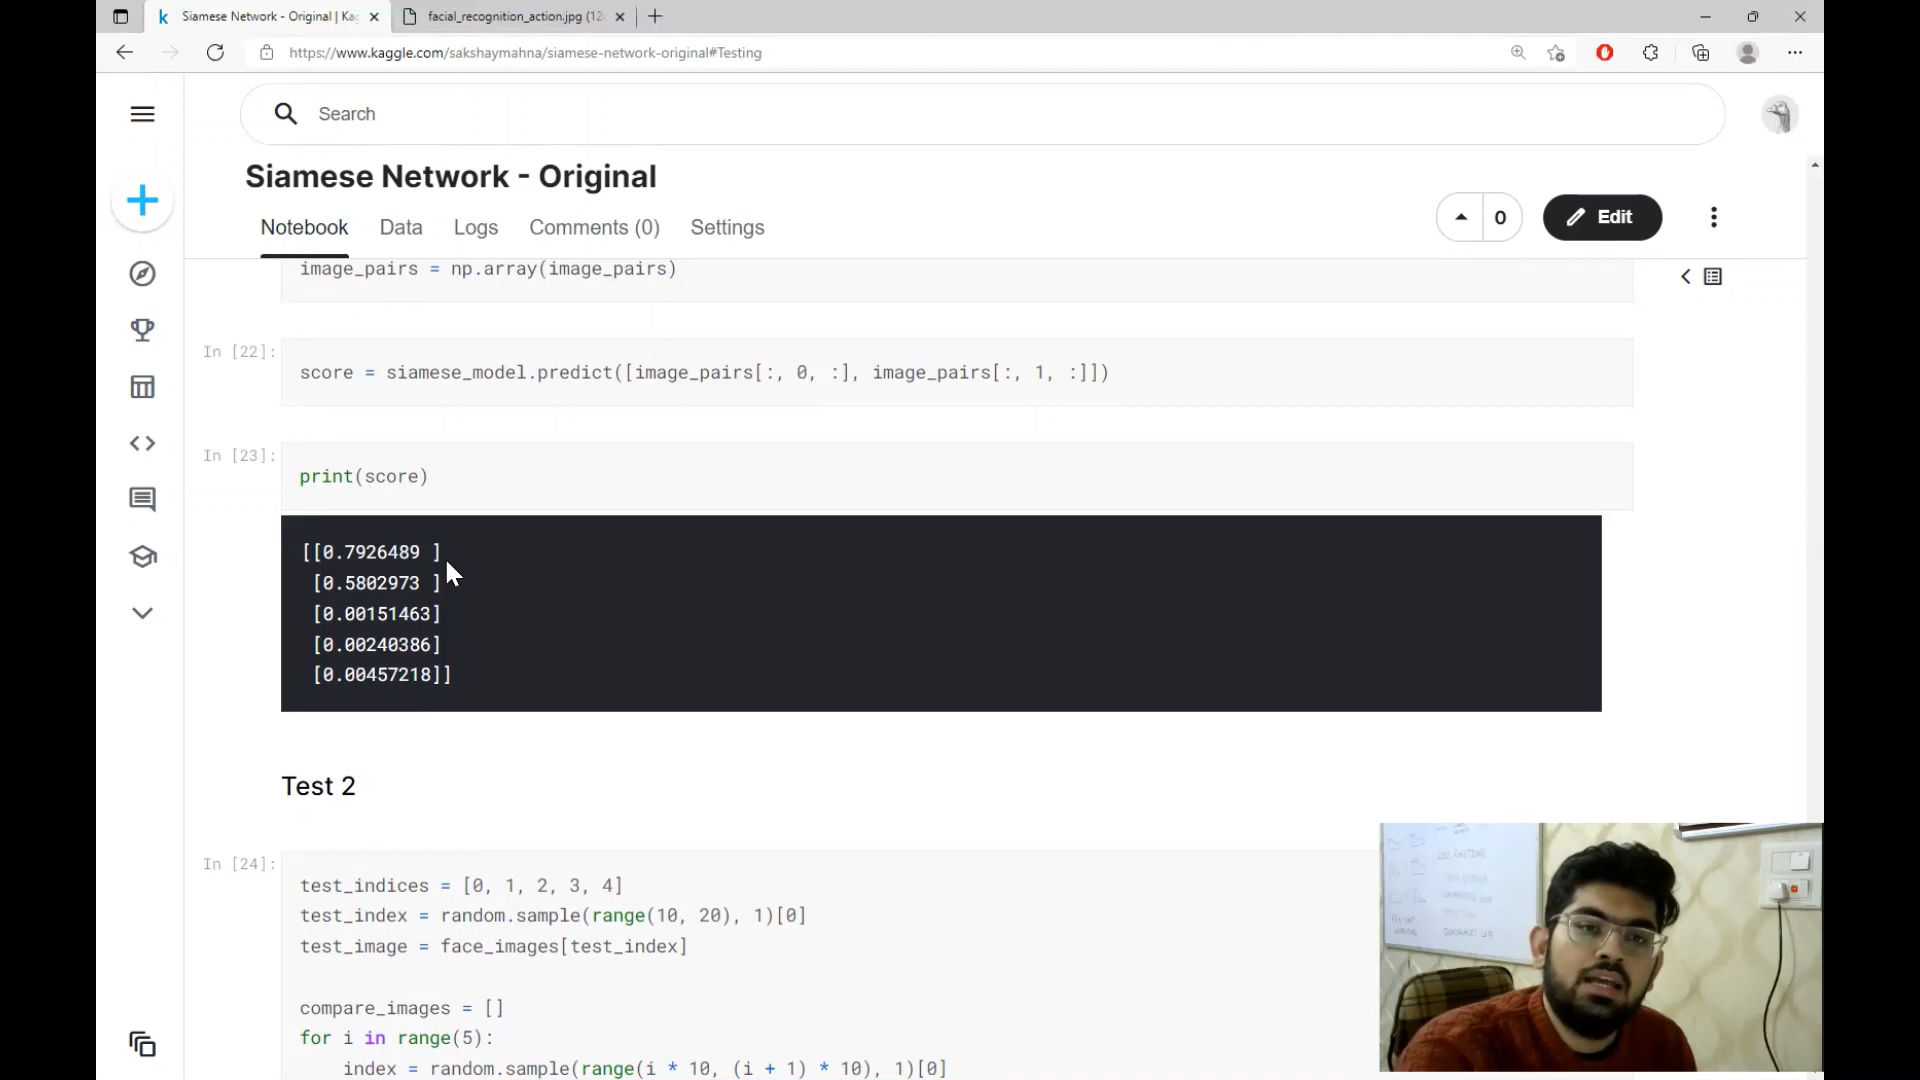 Siamese Network - Original | Kag
facial_recognition_action.jpg (12
https://www.kaggle.com/sakshaymahna/siamese-network-original#Testing
Search
Siamese Network - Original
Notebook
Data
Logs
Comments (0)
Settings
0
Edit
image_pairs = np.array(image_pairs)
In [22]:
score = siamese_model.predict([image_pairs[:, 0, :], image_pairs[:, 1, :]])
In [23]:
print(score)
[[0.7926489 ]
[0.5802973 ]
[0.00151463]
[0.00240386]
[0.00457218]]
Test 2
In [24]:
test_indices = [0, 1, 2, 3, 4]
test_index = random.sample(range(10, 20), 1)[0]
test_image = face_images[test_index]
compare_images = []
for i in range(5):
index = random.sample(range(i * 10, (i + 1) * 10), 1)[0]
LOSS FUNCTIONS